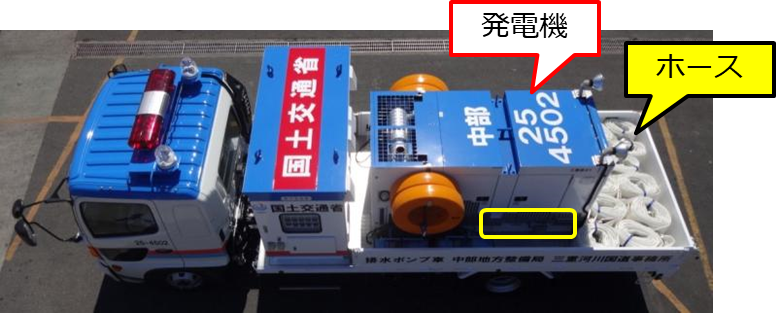 発電機
ホース
国土交通省
中部
25
4502
国土交通省
25-4502
排水ポンプ車 中部地方整備局 三重河川国道事務所